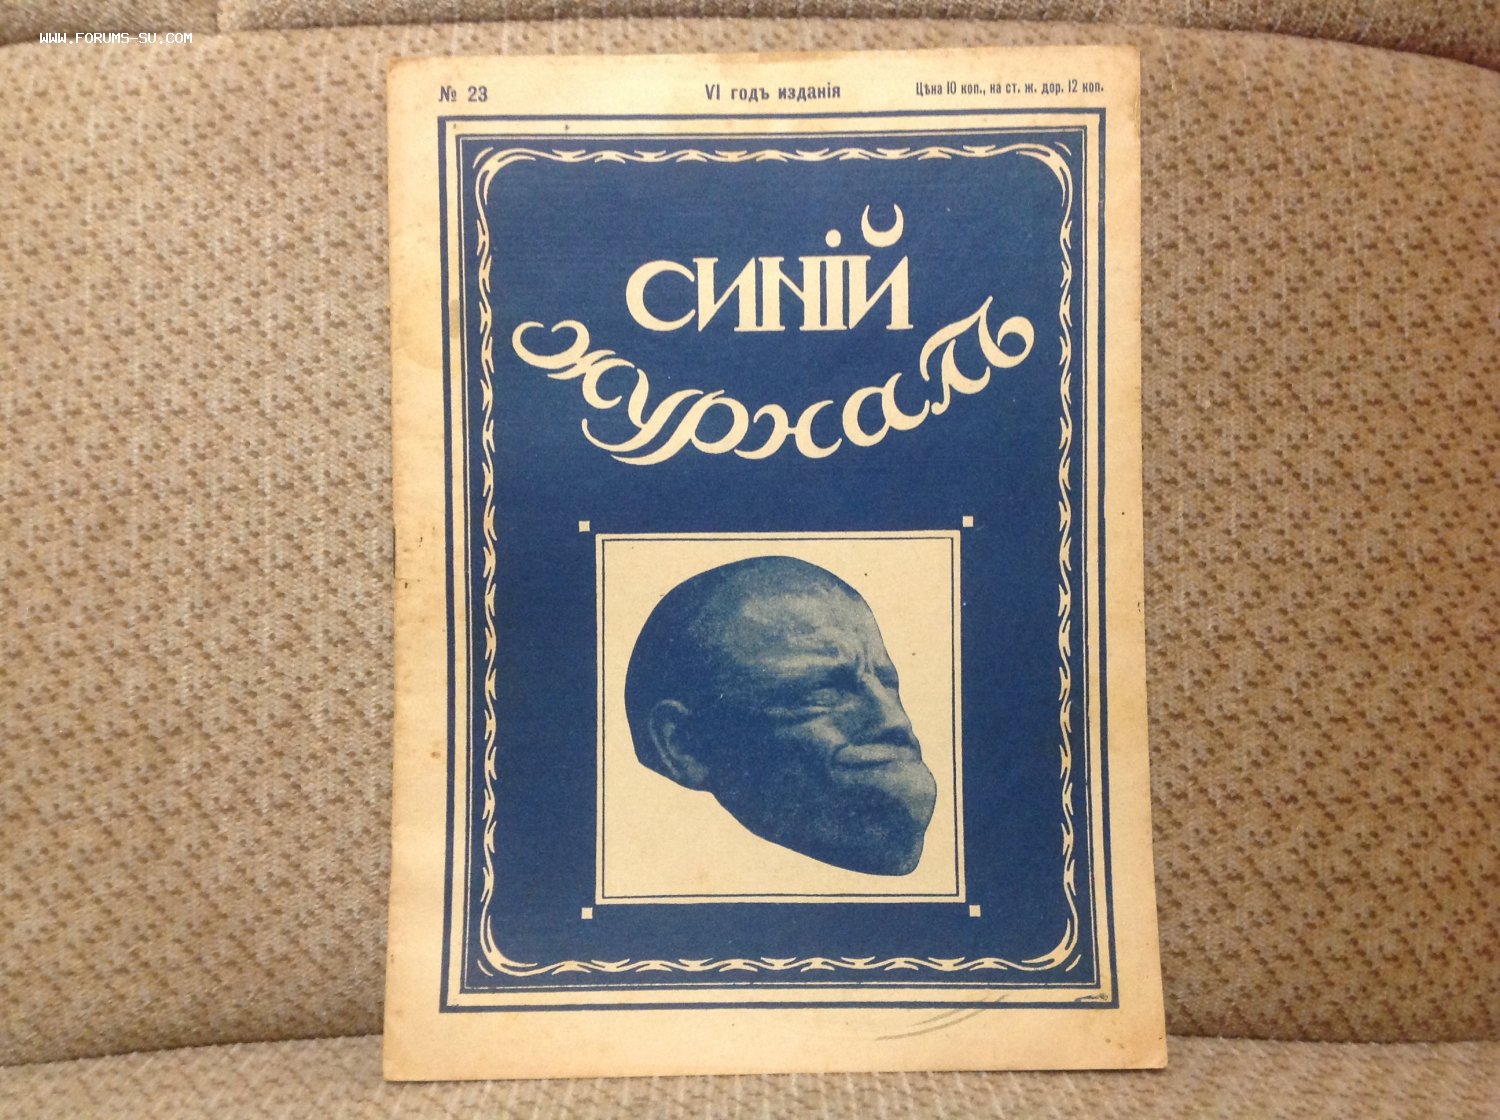 WWW.FORUMS-SU.COM
№ 23
VI годъ изданія
Цѣна 10 коп., на ст. ж. дор. 12 коп.
СИНІЙ
журналъ